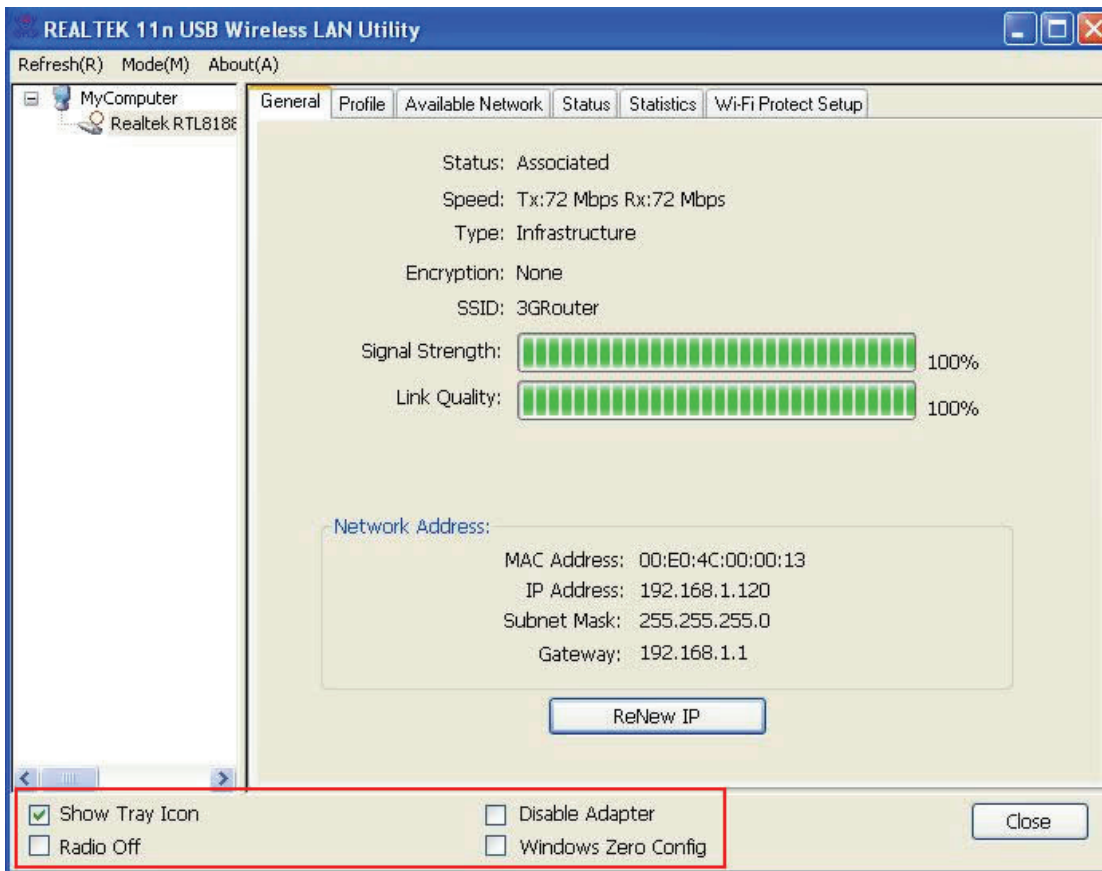 REALTEK 11n USB Wireless LAN Utility
Refresh(R) Mode(M) About(A)
MyComputer
Realtek RTL8188
General Profile Available Network Status Statistics Wi-Fi Protect Setup
Status: Associated
Speed: Tx:72 Mbps Rx:72 Mbps
Type: Infrastructure
Encryption: None
SSID: 3GRouter
Signal Strength: 100%
Link Quality: 100%
Network Address:
MAC Address: 00:E0:4C:00:00:13
IP Address: 192.168.1.120
Subnet Mask: 255.255.255.0
Gateway: 192.168.1.1
ReNew IP
Show Tray Icon Disable Adapter
Radio Off Windows Zero Config
Close